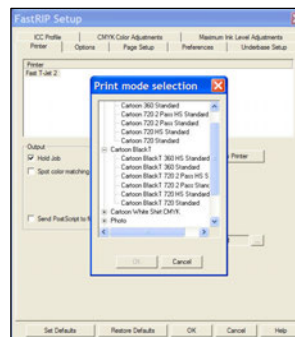 FastRIP Setup
ICC Profile CMYK Color Adjustments Maximum Ink Level Adjustments
Printer Options Page Setup Preferences Underbase Setup
Printer
Fast T-Jet 2
Print mode selection
Cartoon 360 Standard
Cartoon 720 2 Pass HS Standard
Cartoon 720 2 Pass Standard
Cartoon 720 HS Standard
Cartoon 720 Standard
Cartoon BlackT
Cartoon BlackT 360 HS Standard
Cartoon BlackT 360 Standard
Cartoon BlackT 720 2 Pass HS S
Cartoon BlackT 720 2 Pass Stand
Cartoon BlackT 720 HS Standard
Cartoon BlackT 720 Standard
Cartoon White Shirt CMYK
Photo
OK Cancel
Output
Hold Job
Printer
Spot color matching
Send PostScript to f
...
Set Defaults Restore Defaults OK Cancel Help